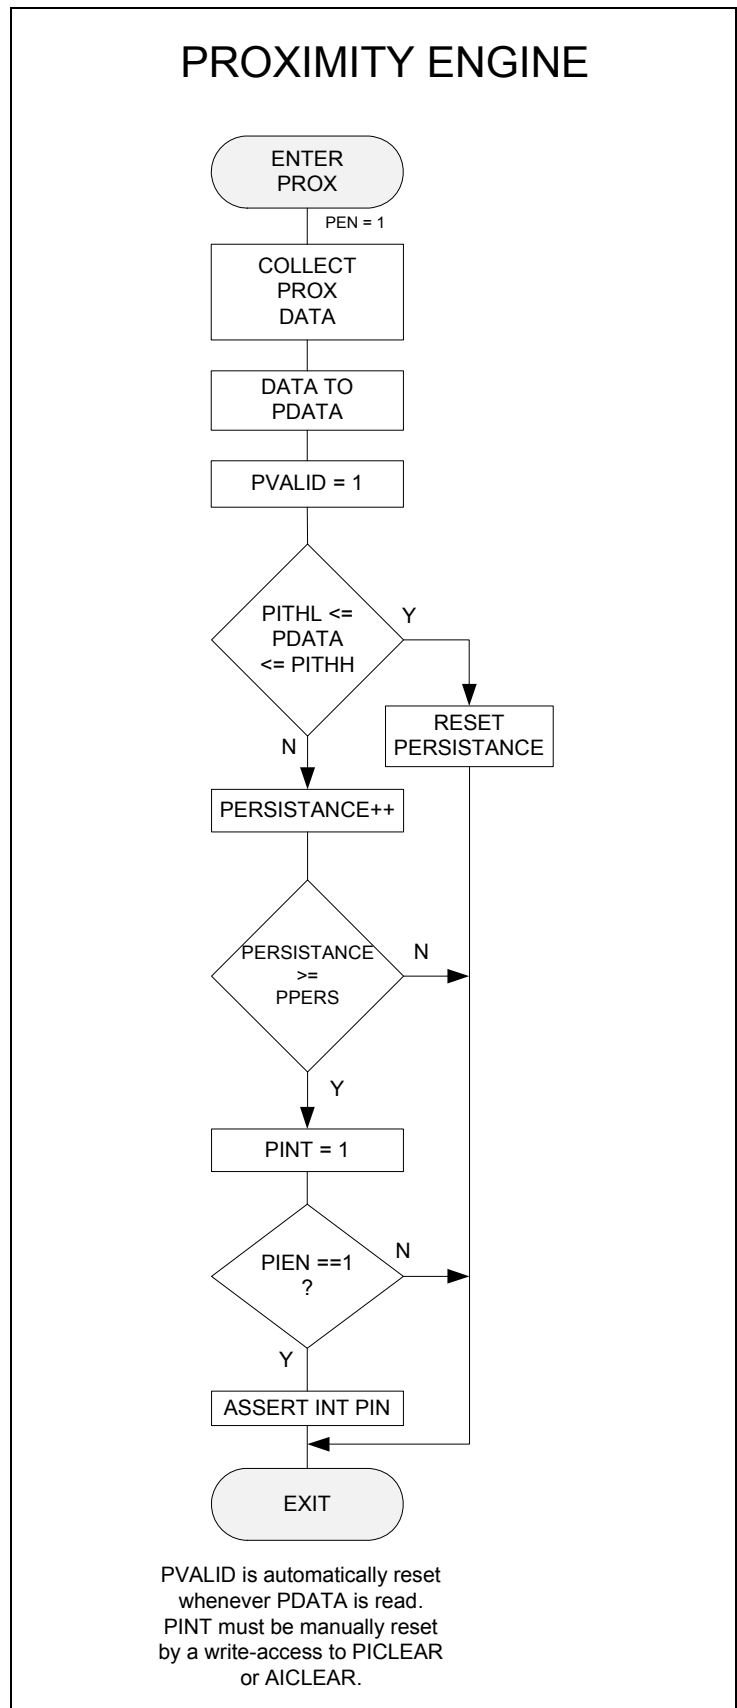 PROXIMITY ENGINE
ENTER
PROX
PEN = 1
COLLECT
PROX
DATA
DATA TO
PDATA
PVALID = 1
PITHL <=
PDATA
<= PITHH
Y
RESET
PERSISTANCE
N
PERSISTANCE++
PERSISTANCE
>=
PPERS
N
Y
PINT = 1
PIEN ==1
?
N
Y
ASSERT INT PIN
EXIT
PVALID is automatically reset
whenever PDATA is read.
PINT must be manually reset
by a write-access to PICLEAR
or AICLEAR.